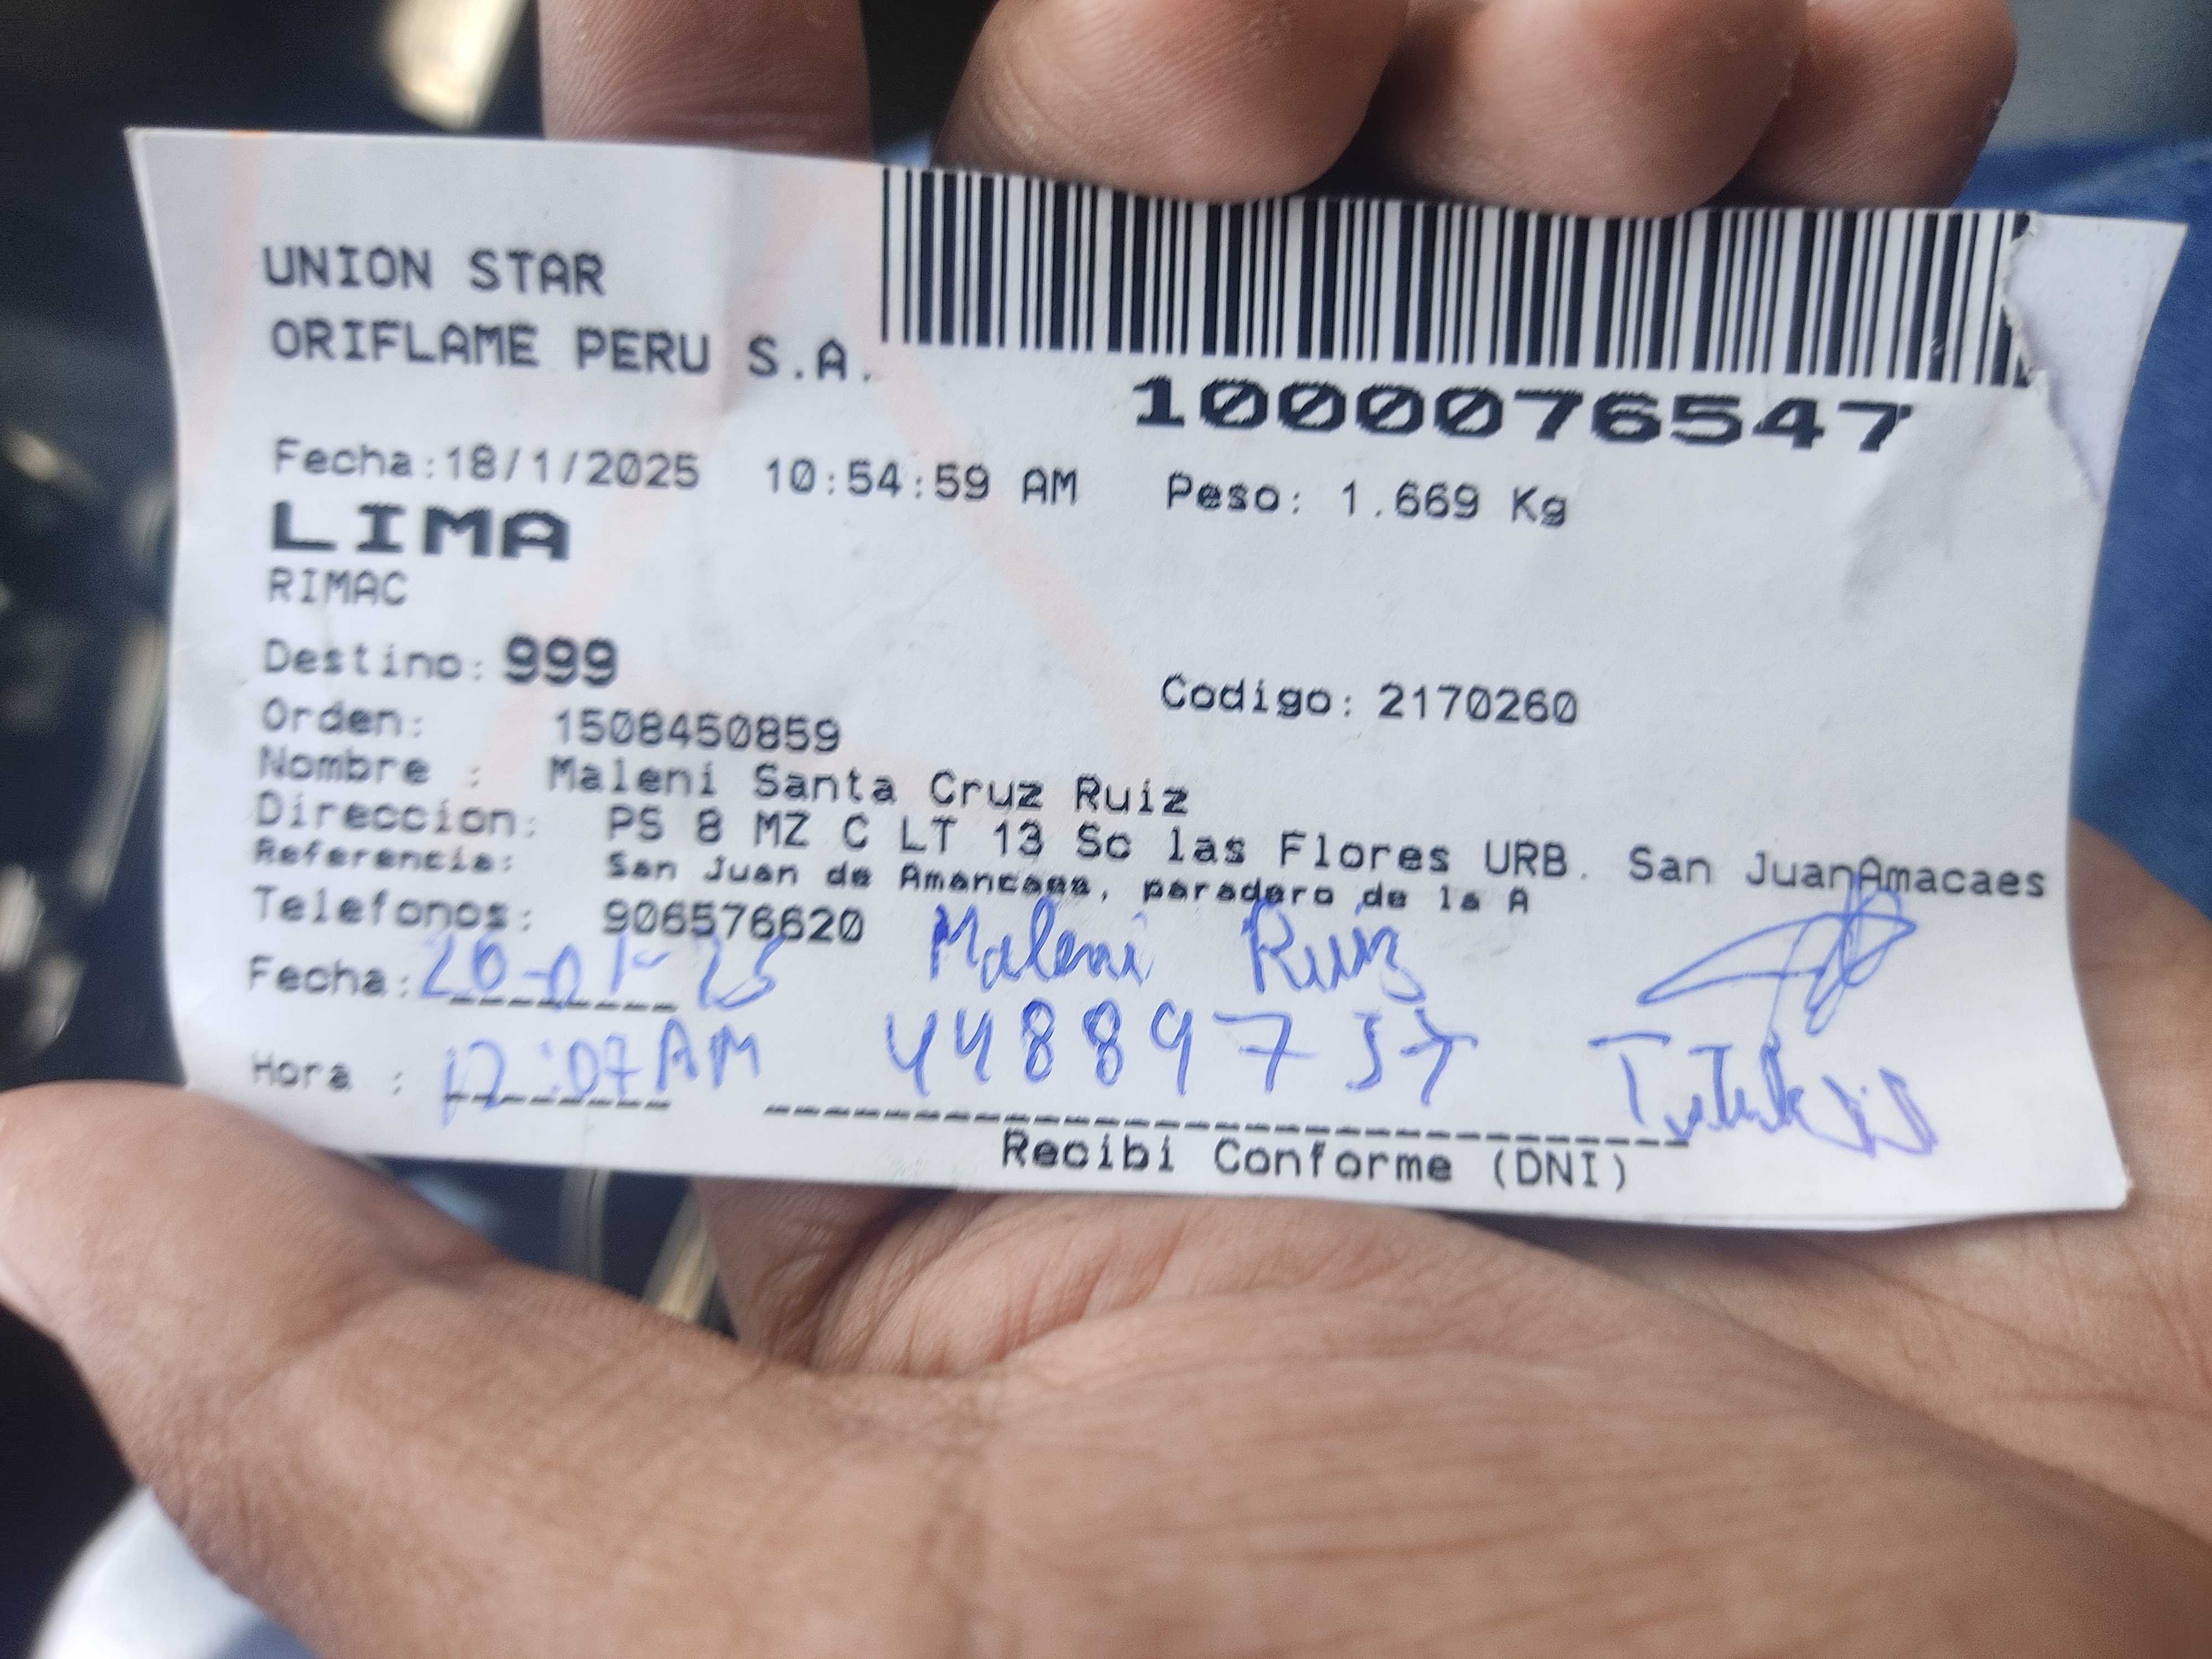 UNION STAR
ORIFLAME PERU S.A.
1000076547
Fecha:18/1/2025 10:54:59 AM Peso: 1.669 Kg
LIMA
RIMAC
Destino: 999
Codigo: 2170260
Orden: 1508450859
Nombre : Maleni Santa Cruz Ruiz
Direccion: PS 8 MZ C LT 13 Sc las Flores URB. San JuanAmacaes
Referencia: San Juan de Amancaes, paradero de la A
Telefonos: 906576620
Maleni Ruiz
Fecha: 20-01-25
Hora : 12:07 AM
Recibi Conforme (DNI)